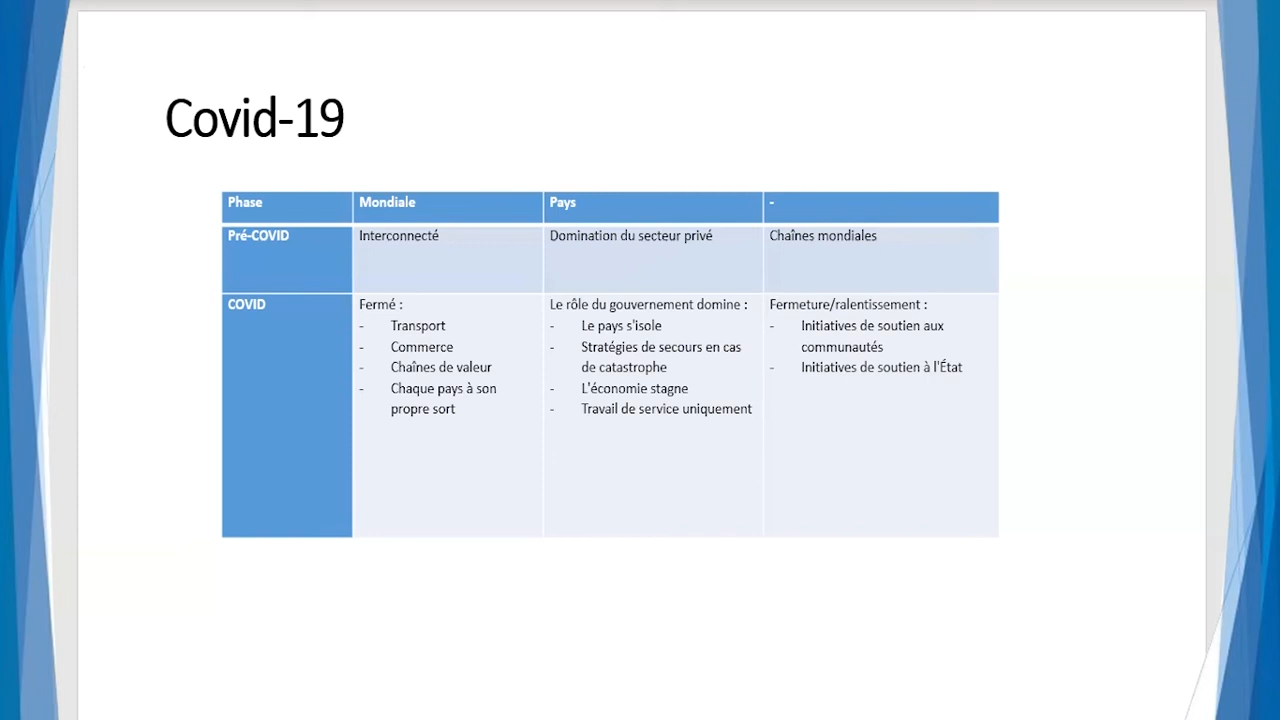 Covid-19
Phase
Mondiale
Pays
-
Pré-COVID
Interconnecté
Domination du secteur privé
Chaînes mondiales
COVID
Fermé :
- Transport
- Commerce
- Chaînes de valeur
- Chaque pays à son
propre sort
Le rôle du gouvernement domine :
- Le pays s'isole
- Stratégies de secours en cas
de catastrophe
- L'économie stagne
- Travail de service uniquement
Fermeture/ralentissement :
- Initiatives de soutien aux
communautés
- Initiatives de soutien à l'État